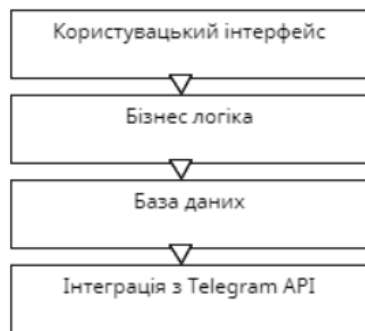 Користувацький інтерфейс
Бізнес логіка
База даних
Інтеграція з Telegram API